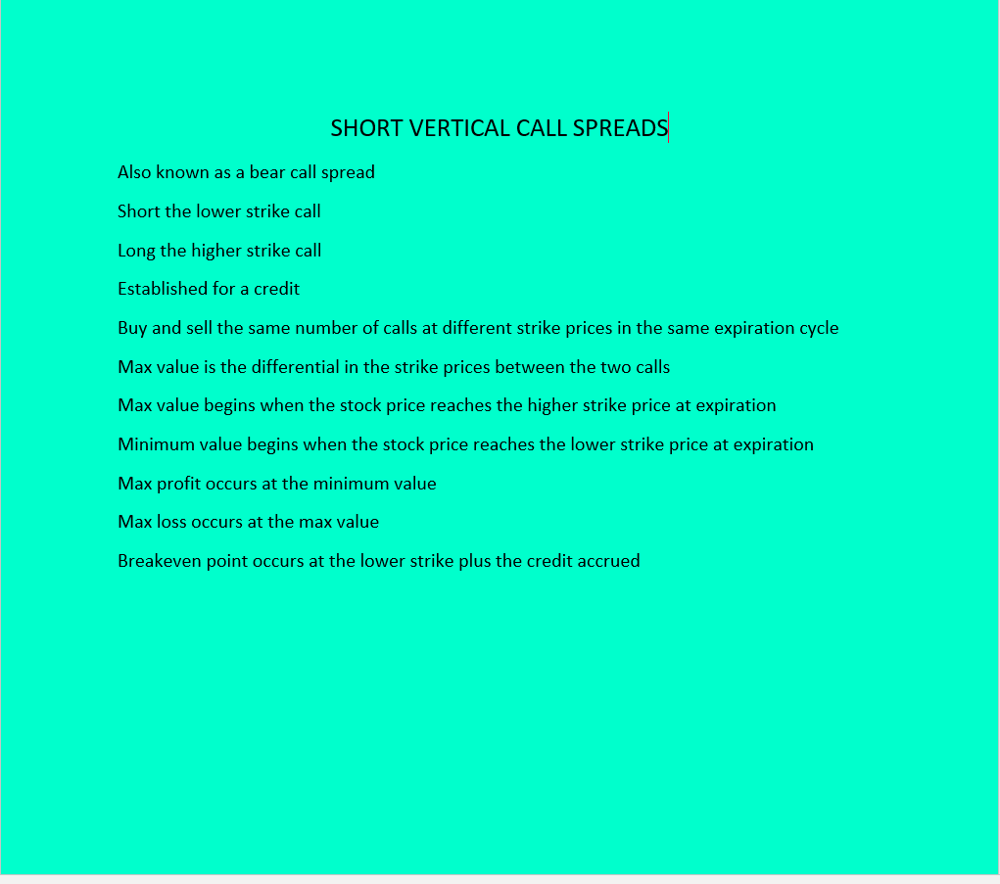 SHORT VERTICAL CALL SPREADS
Also known as a bear call spread
Short the lower strike call
Long the higher strike call
Established for a credit
Buy and sell the same number of calls at different strike prices in the same expiration cycle
Max value is the differential in the strike prices between the two calls
Max value begins when the stock price reaches the higher strike price at expiration
Minimum value begins when the stock price reaches the lower strike price at expiration
Max profit occurs at the minimum value
Max loss occurs at the max value
Breakeven point occurs at the lower strike plus the credit accrued